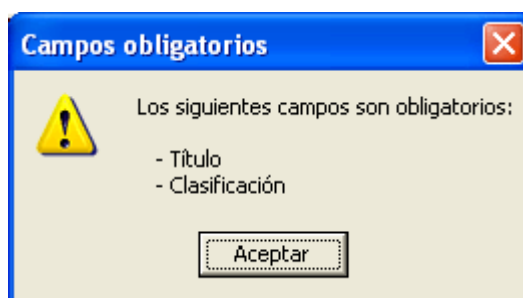 Campos obligatorios
Los siguientes campos son obligatorios:
- Título
- Clasificación
Aceptar